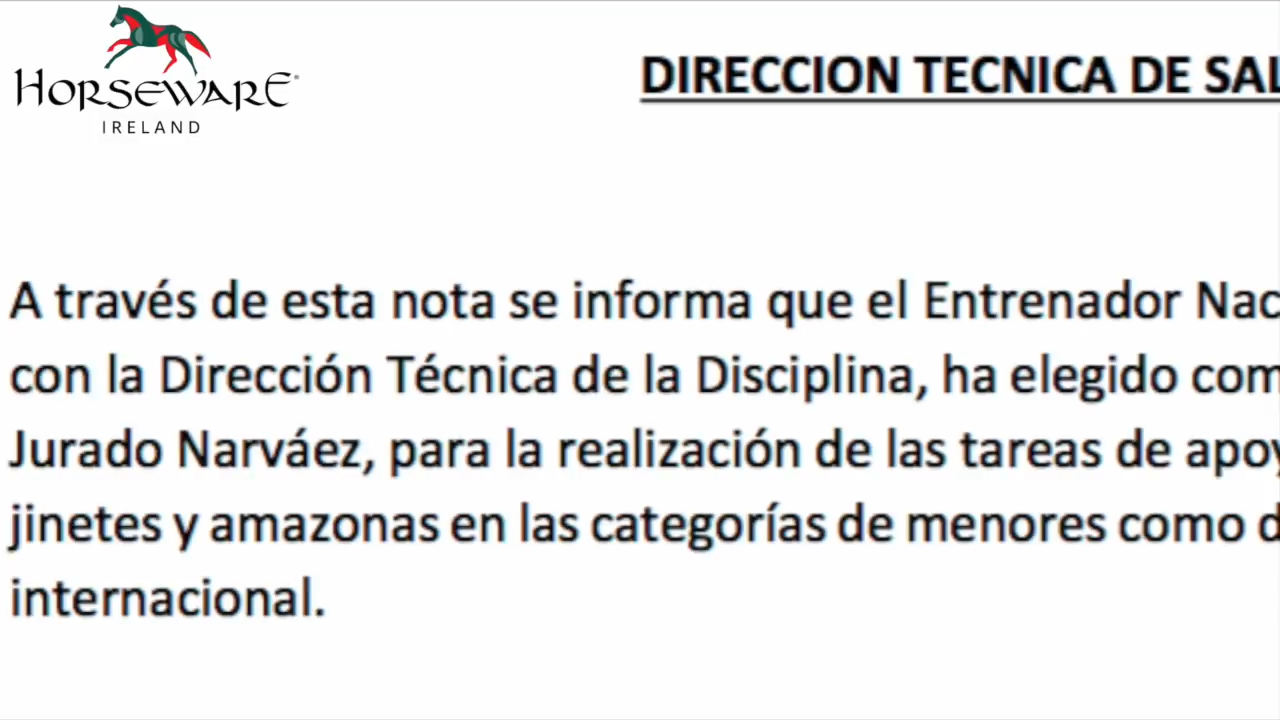 HORSEWARE®
IRELAND
DIRECCION TECNICA DE SAL
A través de esta nota se informa que el Entrenador Nac
con la Dirección Técnica de la Disciplina, ha elegido com
Jurado Narváez, para la realización de las tareas de apoy
jinetes y amazonas en las categorías de menores como d
internacional.